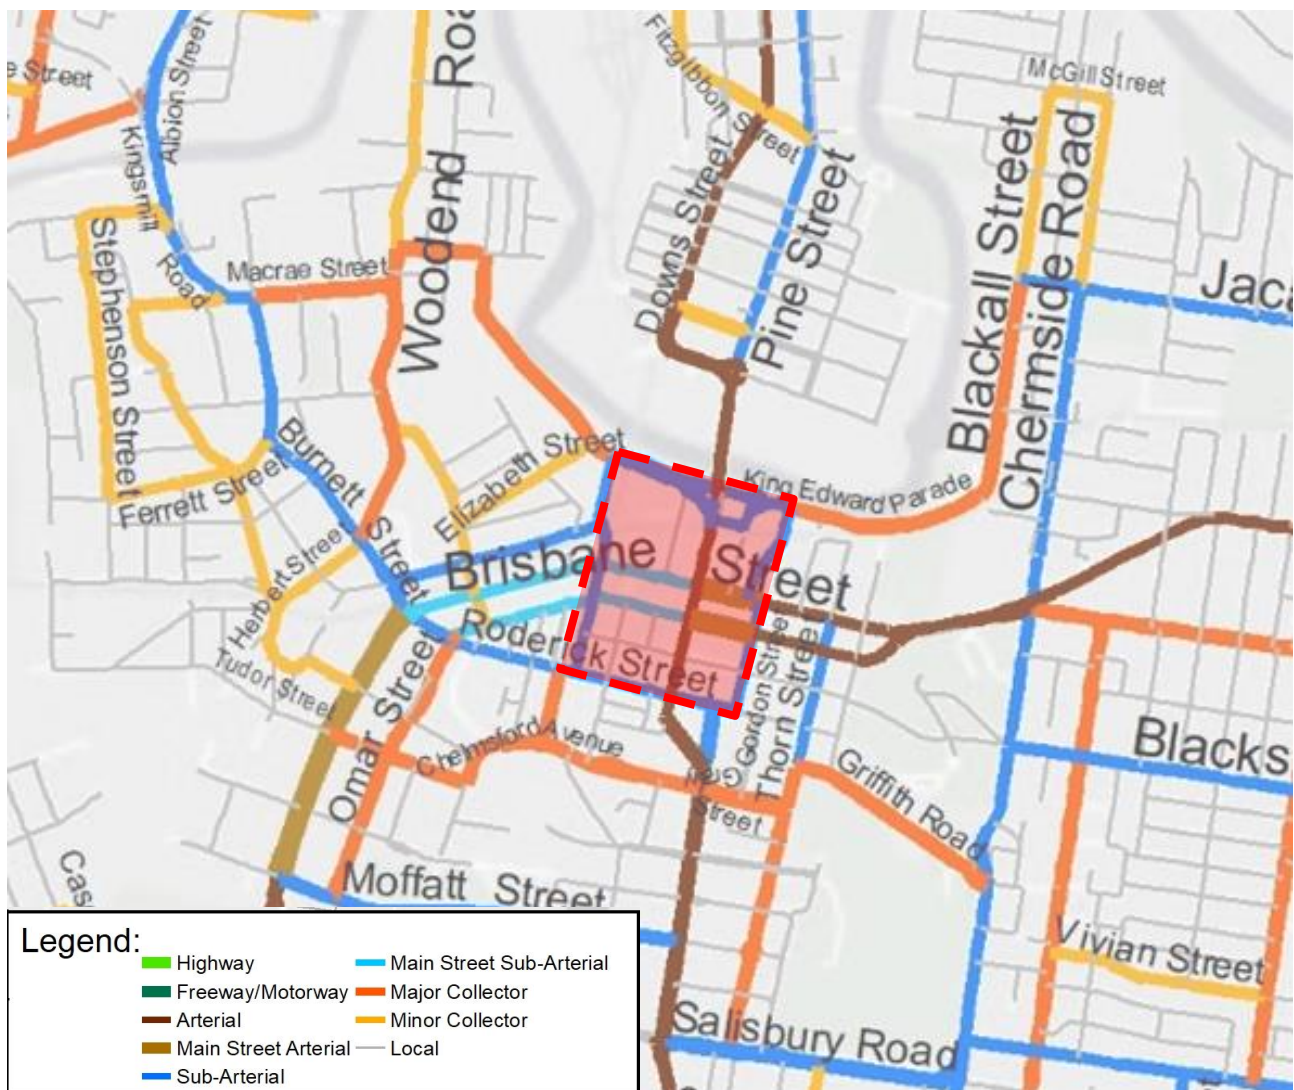 e Street
Albion Street
Kingsmill
Road
Woodend Roa
Fitzgibbon Street
McGill Street
Blackall Street
Chermside Road
Downs Street
Pine Street
Jaca
Stephenson Street
Macrae Street
Burnett Street
Elizabeth Street
Ferrett Street
King Edward Parade
Herbert Street
Brisbane Street
Roderick Street
Tudor Street
Omar Street
Chelmsford Avenue
Gordon Street
Thorn Street
Street
Griffith Road
Blacks
Cas
Moffatt Street
Vivian Street
Salisbury Road
Legend:
Highway
Freeway/Motorway
Arterial
Main Street Arterial
Sub-Arterial
Main Street Sub-Arterial
Major Collector
Minor Collector
Local